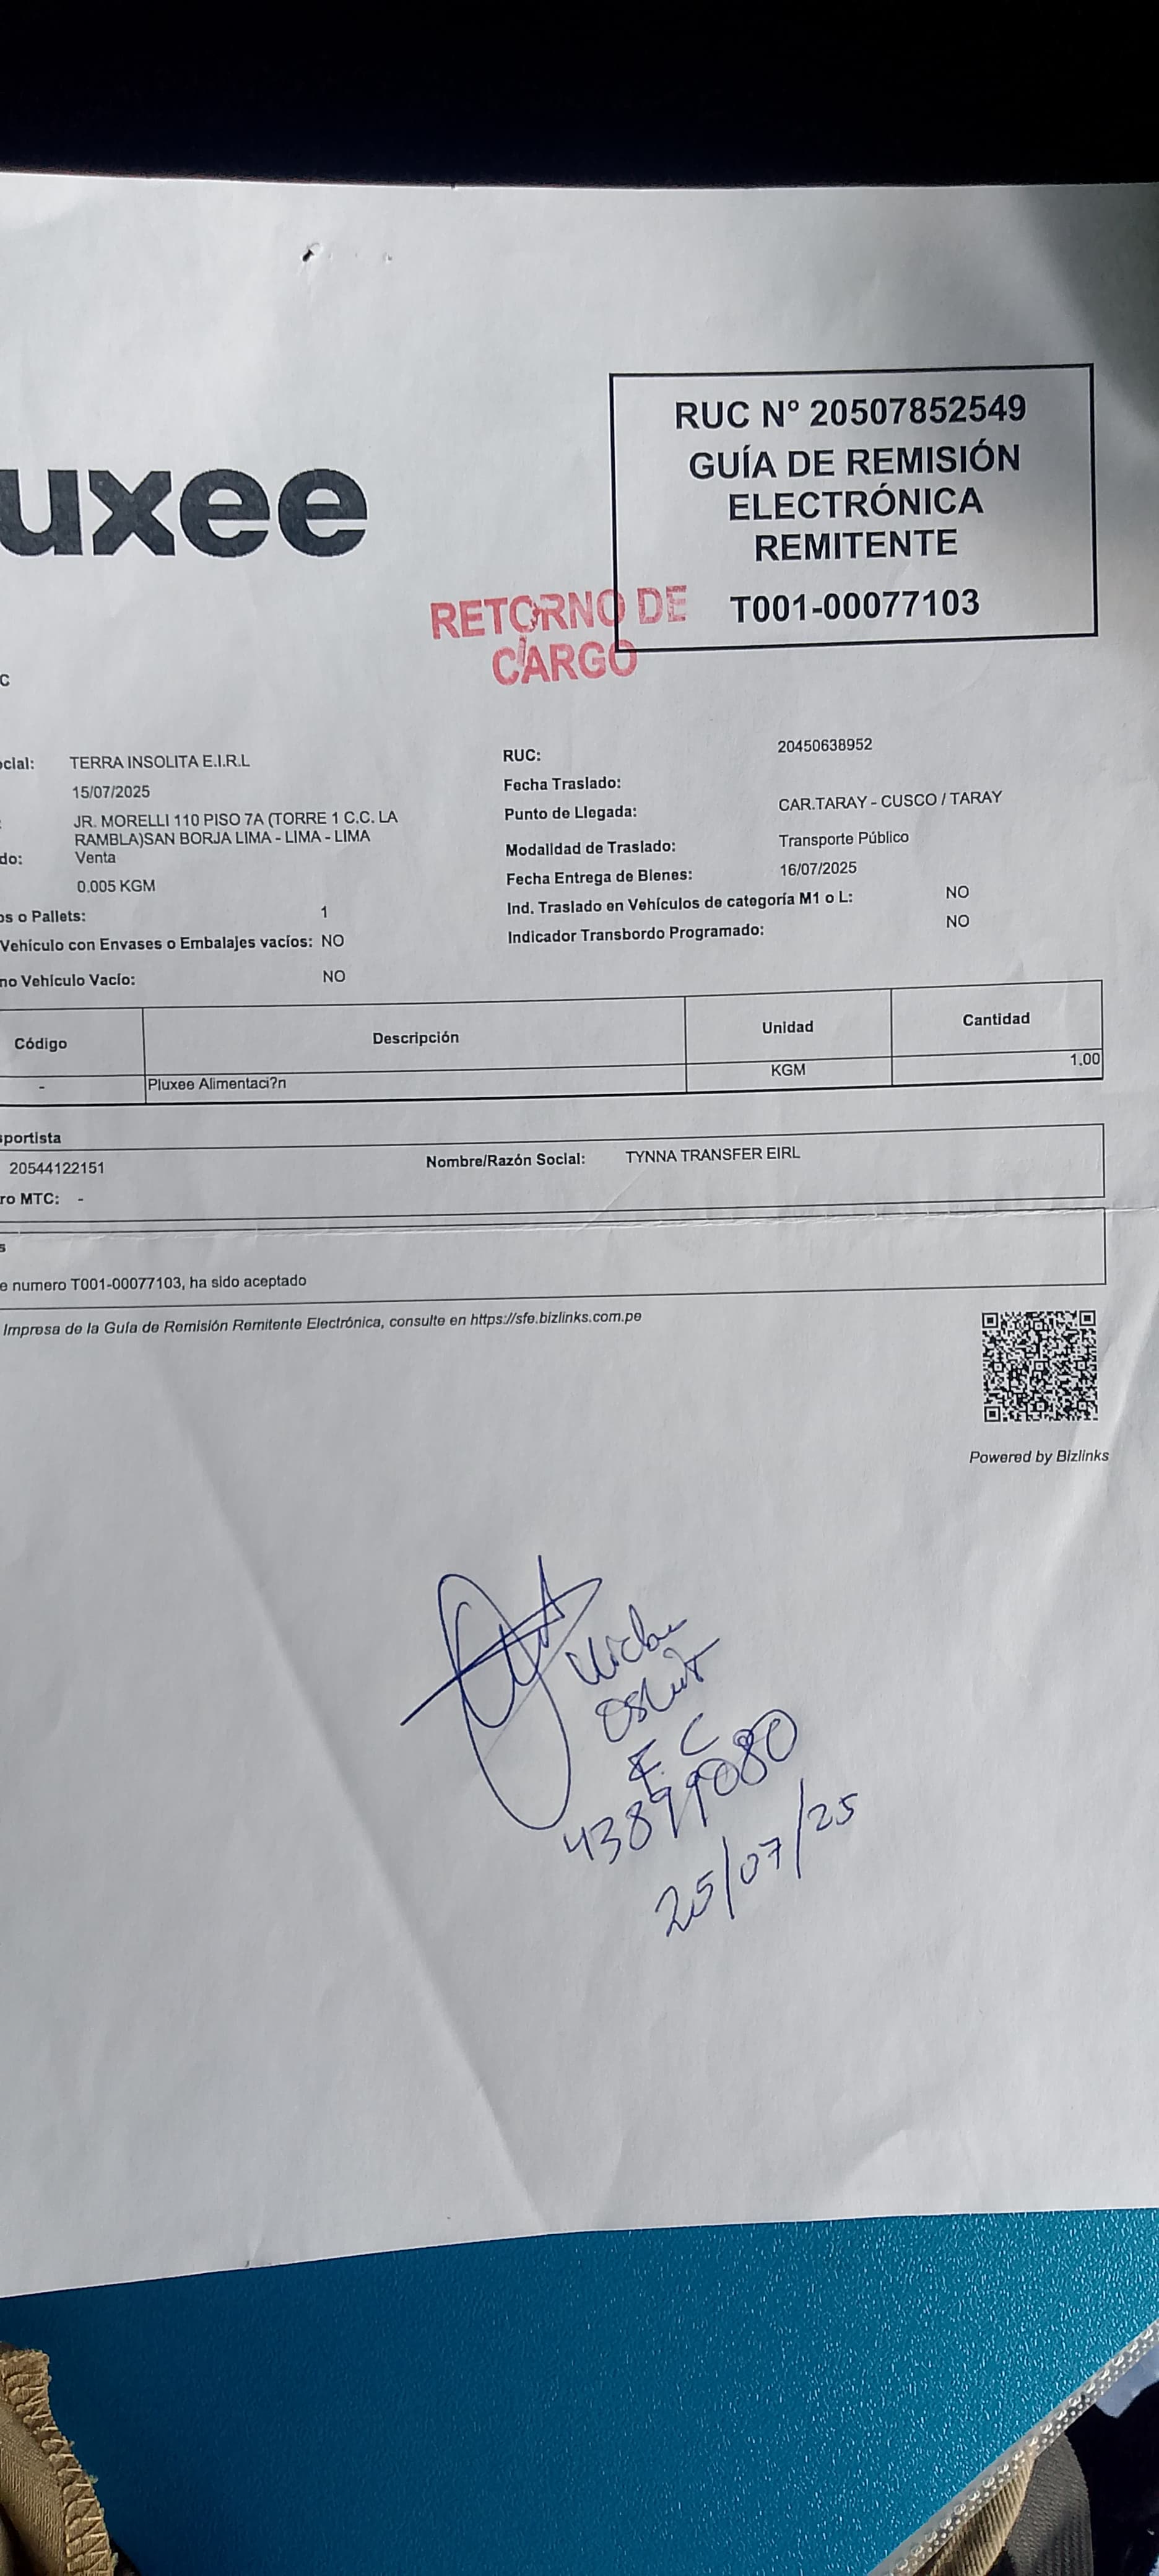 uxee
RUC N° 20507852549
GUÍA DE REMISIÓN
ELECTRÓNICA
REMITENTE
T001-00077103
RETORNO DE
CARGO
C
cial: TERRA INSOLITA E.I.R.L
RUC: 20450638952
15/07/2025
Fecha Traslado:
: JR. MORELLI 110 PISO 7A (TORRE 1 C.C. LA
RAMBLA)SAN BORJA LIMA - LIMA - LIMA
Punto de Llegada: CAR.TARAY - CUSCO / TARAY
do: Venta
Modalidad de Traslado: Transporte Público
0.005 KGM
Fecha Entrega de Bienes: 16/07/2025
os o Pallets: 1
Ind. Traslado en Vehículos de categoría M1 o L: NO
Vehículo con Envases o Embalajes vacíos: NO
Indicador Transbordo Programado: NO
no Vehículo Vacío: NO
Código Descripción Unidad Cantidad
- Pluxee Alimentaci?n KGM 1.00
sportista
20544122151 Nombre/Razón Social: TYNNA TRANSFER EIRL
ro MTC: -
s
e numero T001-00077103, ha sido aceptado
Impresa de la Guía de Remisión Remitente Electrónica, consulte en https://sfe.bizlinks.com.pe
Powered by Bizlinks
F. C
43899080
25/07/25